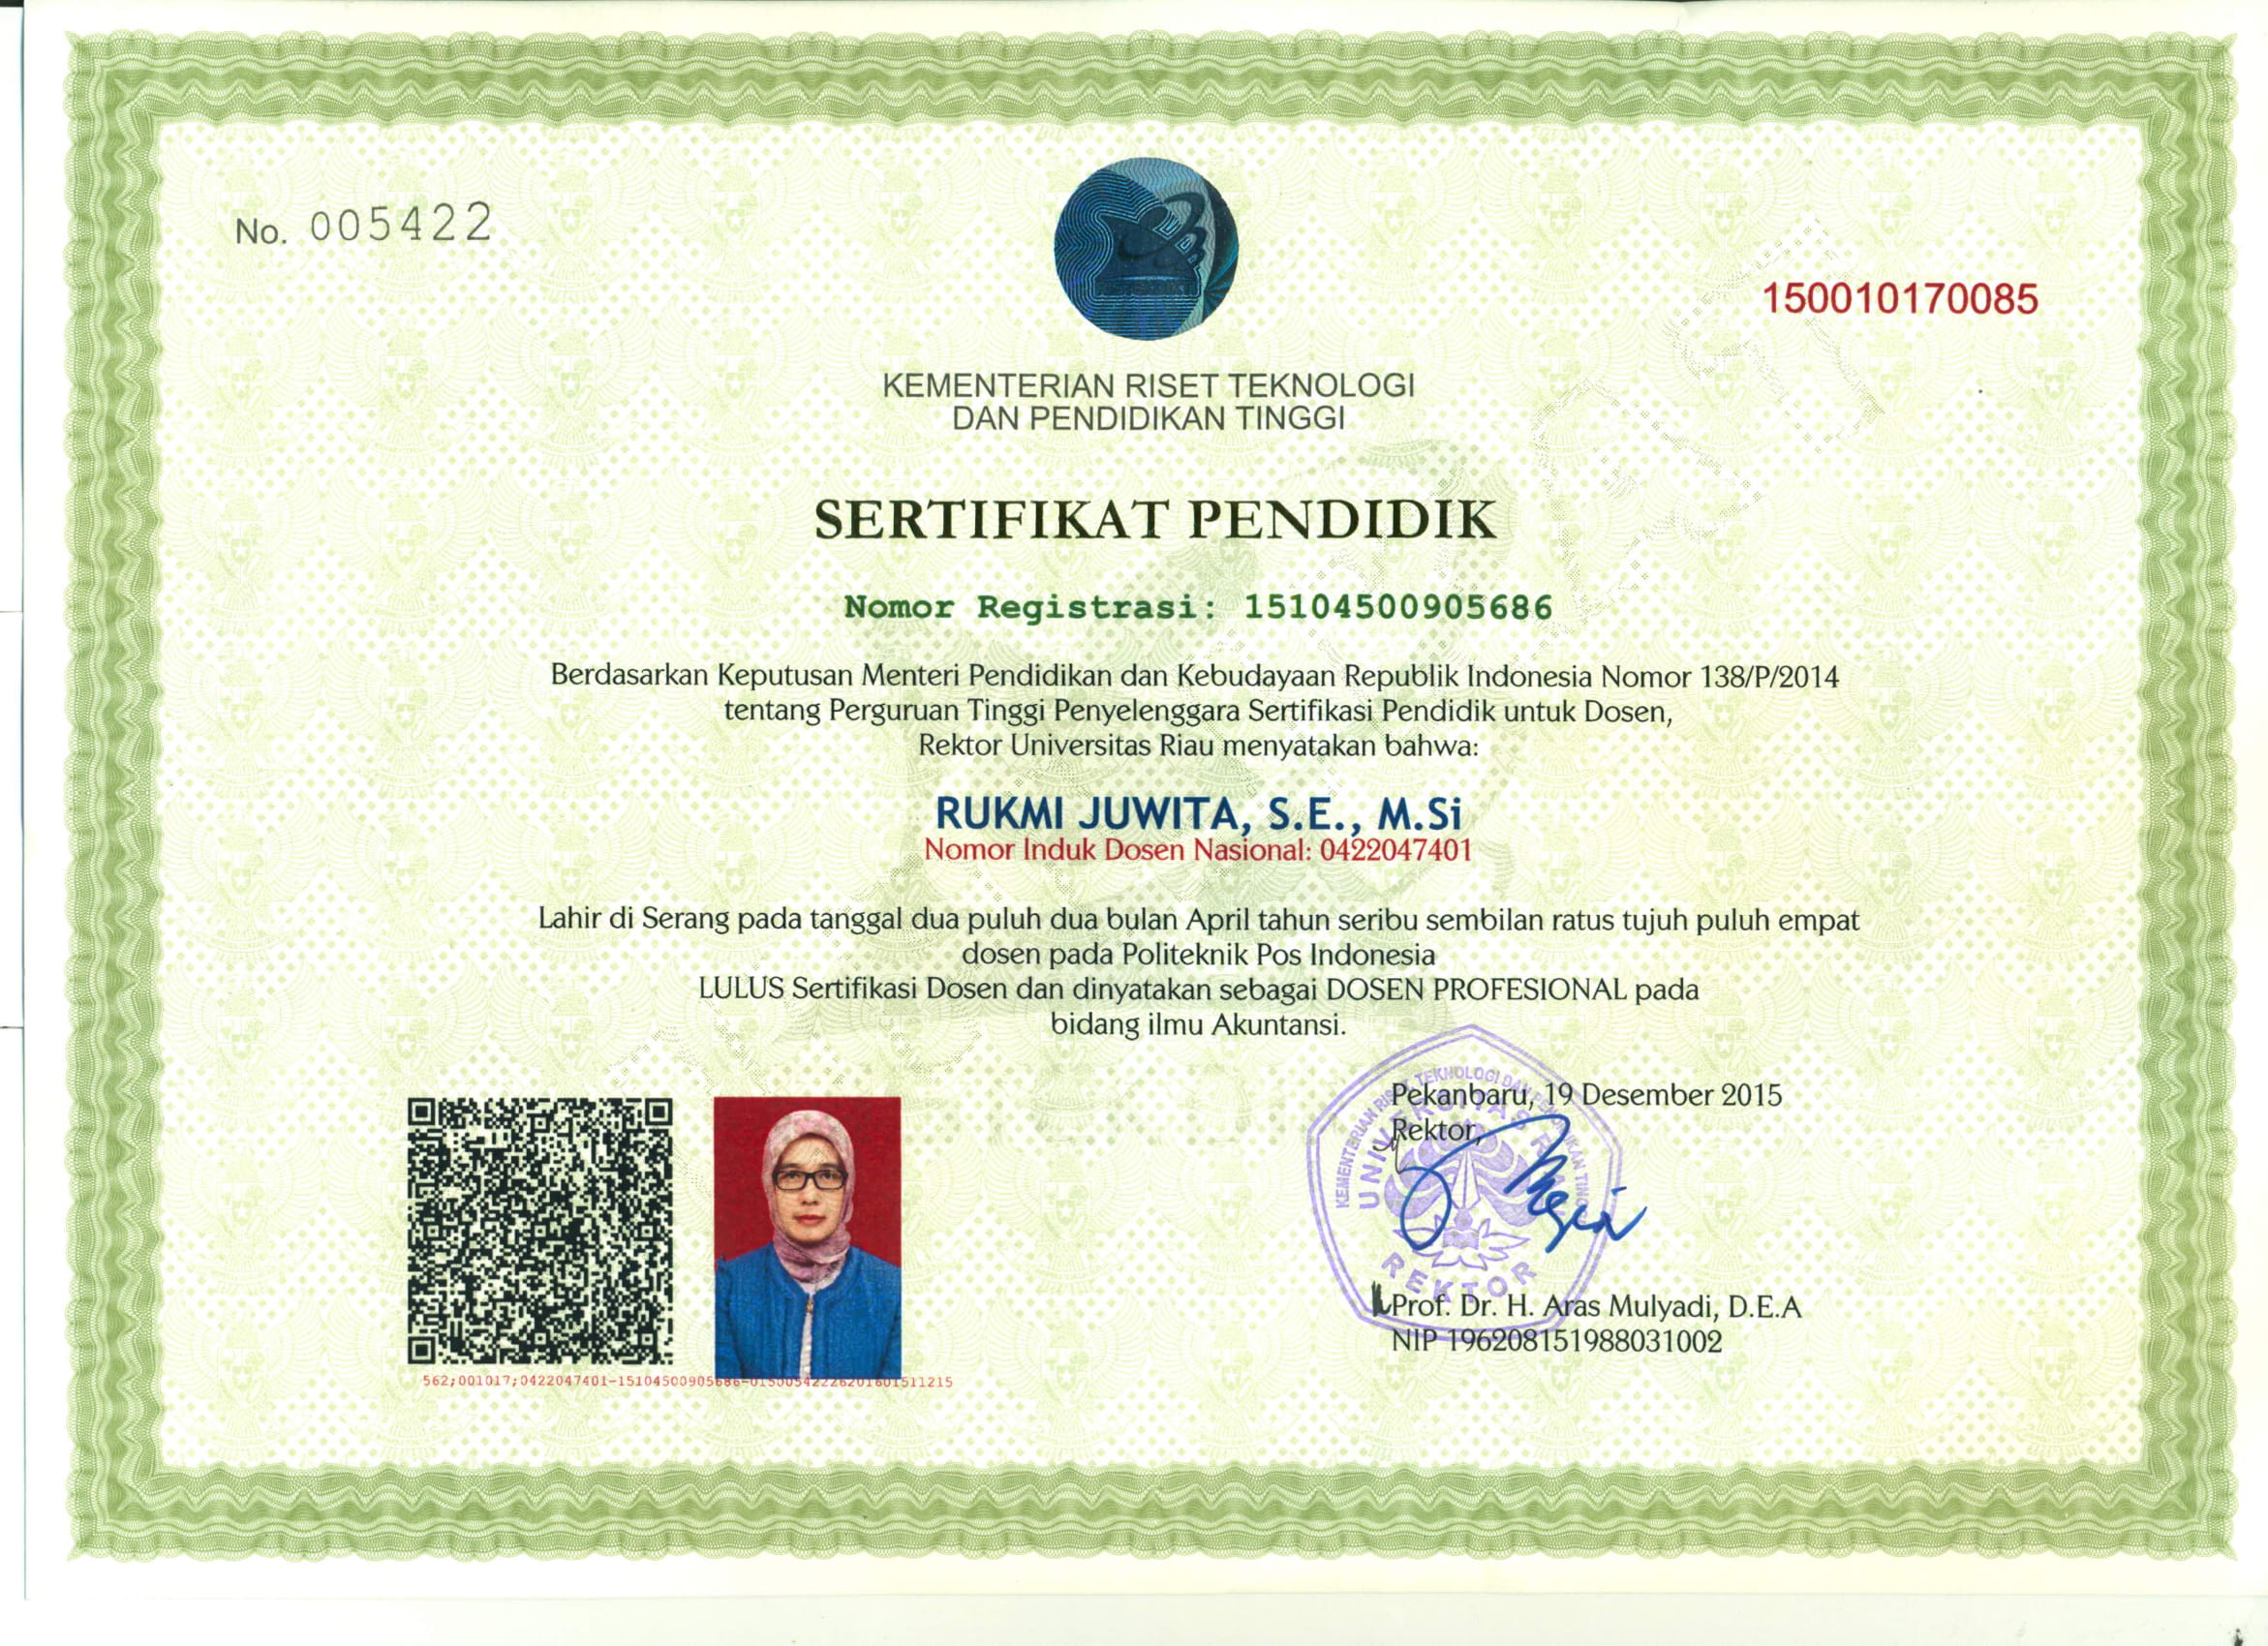 No. 005422
150010170085
KEMENTERIAN RISET TEKNOLOGI
DAN PENDIDIKAN TINGGI
SERTIFIKAT PENDIDIK
Nomor Registrasi: 15104500905686
Berdasarkan Keputusan Menteri Pendidikan dan Kebudayaan Republik Indonesia Nomor 138/P/2014
tentang Perguruan Tinggi Penyelenggara Sertifikasi Pendidik untuk Dosen,
Rektor Universitas Riau menyatakan bahwa:
RUKMI JUWITA, S.E., M.Si
Nomor Induk Dosen Nasional: 0422047401
Lahir di Serang pada tanggal dua puluh dua bulan April tahun seribu sembilan ratus tujuh puluh empat
dosen pada Politeknik Pos Indonesia
LULUS Sertifikasi Dosen dan dinyatakan sebagai DOSEN PROFESIONAL pada
bidang ilmu Akuntansi.
Pekanbaru, 19 Desember 2015
Rektor,
KEMENTERIAN RISET TEKNOLOGI DAN PENDIDIKAN TINGGI
UNIVERSITAS RIAU
REKTOR
Prof. Dr. H. Aras Mulyadi, D.E.A
NIP 196208151988031002
562;001017;0422047401-15104500905686-0150054222620160151​1215